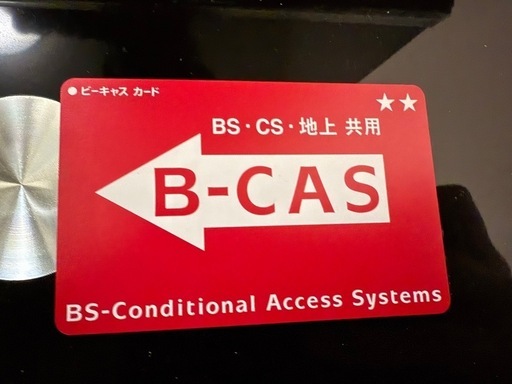 ビーキャス カード
★★
BS・CS・地上 共用
B-CAS
BS-Conditional Access Systems